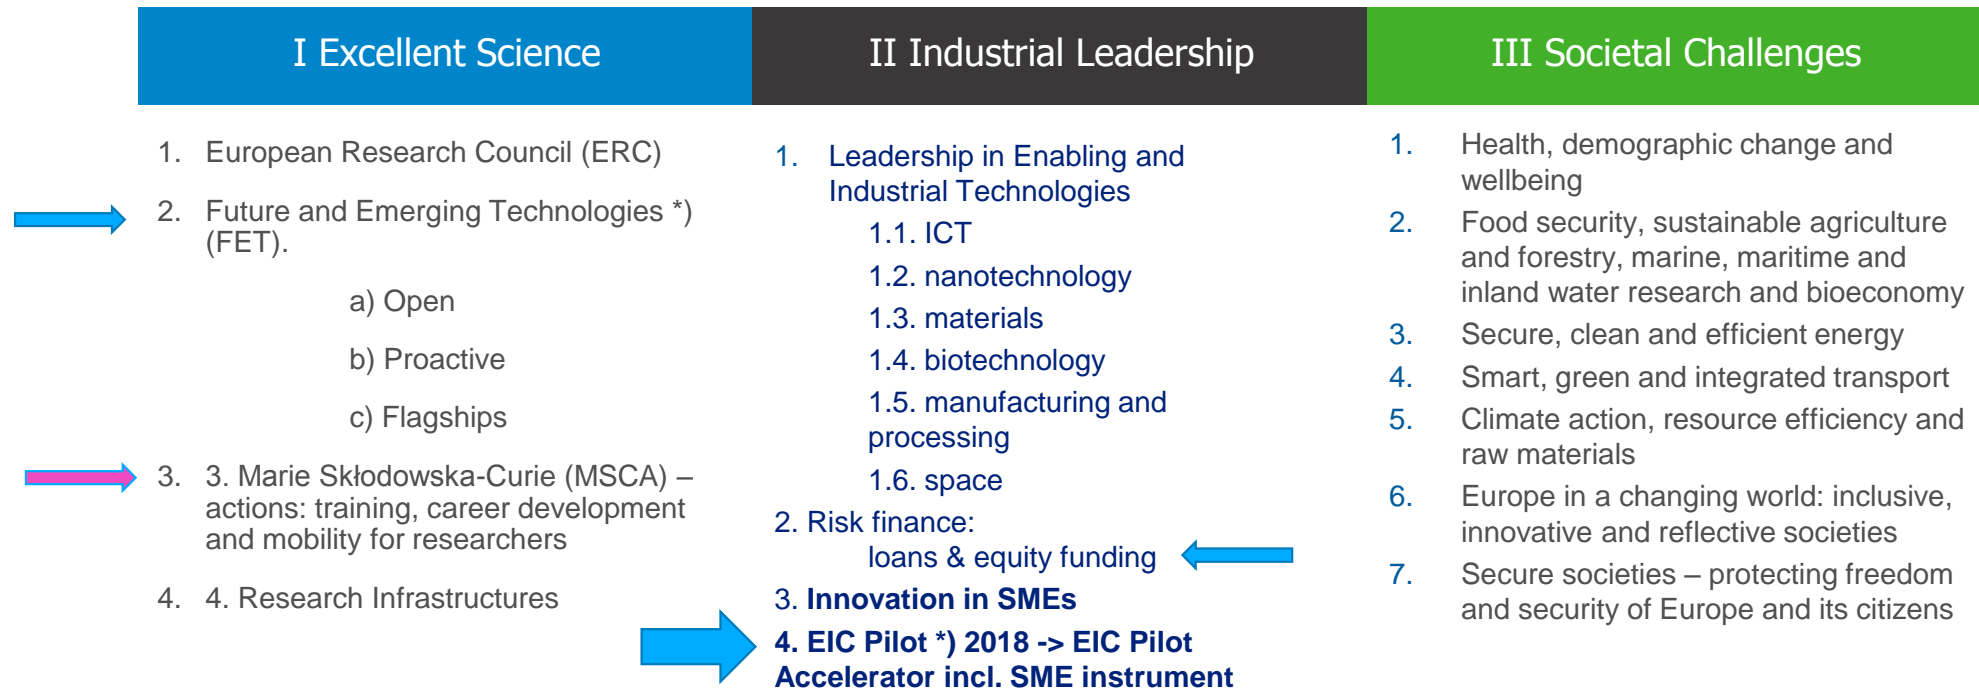 I Excellent Science
1. European Research Council (ERC)
2. Future and Emerging Technologies *)
(FET).
a) Open
b) Proactive
c) Flagships
3. 3. Marie Skłodowska-Curie (MSCA) –
actions: training, career development
and mobility for researchers
4. 4. Research Infrastructures
II Industrial Leadership
1. Leadership in Enabling and
Industrial Technologies
1.1. ICT
1.2. nanotechnology
1.3. materials
1.4. biotechnology
1.5. manufacturing and
processing
1.6. space
2. Risk finance:
loans & equity funding
3. Innovation in SMEs
4. EIC Pilot *) 2018 -> EIC Pilot
Accelerator incl. SME instrument
III Societal Challenges
1. Health, demographic change and
wellbeing
2. Food security, sustainable agriculture
and forestry, marine, maritime and
inland water research and bioeconomy
3. Secure, clean and efficient energy
4. Smart, green and integrated transport
5. Climate action, resource efficiency and
raw materials
6. Europe in a changing world: inclusive,
innovative and reflective societies
7. Secure societies – protecting freedom
and security of Europe and its citizens